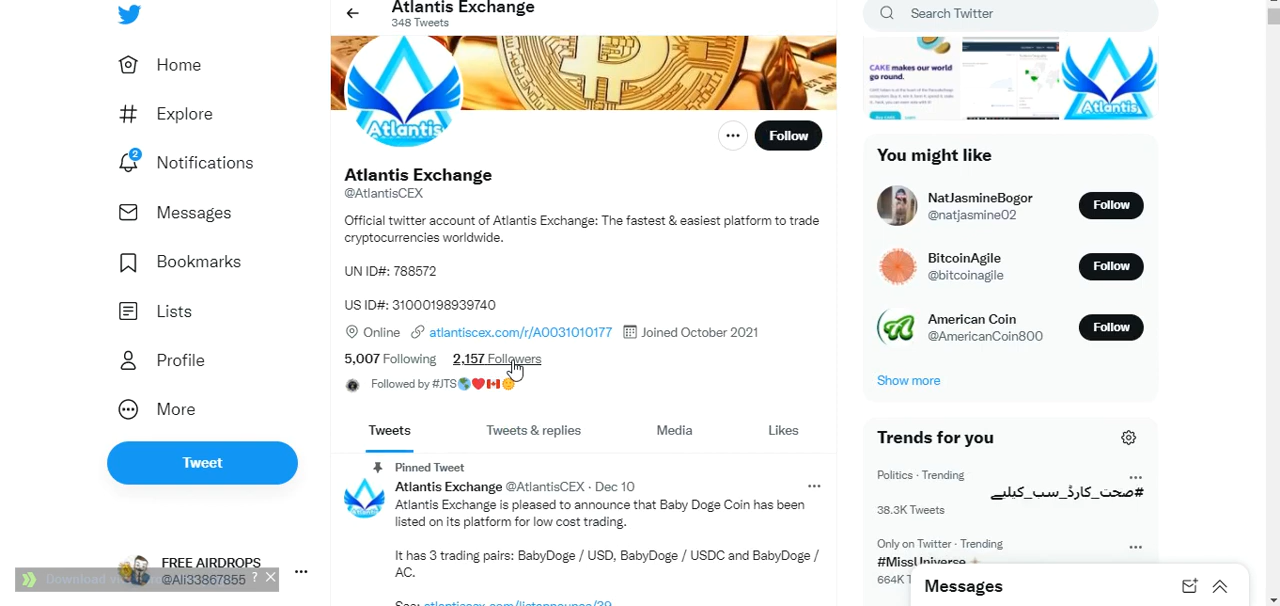 Atlantis Exchange
348 Tweets
Search Twitter
Home
Explore
2
Notifications
Messages
Bookmarks
Lists
Profile
More
Tweet
FREE AIRDROPS
@Ali33867855
Download
? ×
Atlantis
Follow
Atlantis Exchange
@AtlantisCEX
Official twitter account of Atlantis Exchange: The fastest & easiest platform to trade
cryptocurrencies worldwide.
UN ID#: 788572
US ID#: 31000198939740
Online atlantiscex.com/r/A0031010177 Joined October 2021
5,007 Following 2,157 Followers
Followed by #JTS🌎❤️🇨🇦
Tweets Tweets & replies Media Likes
Pinned Tweet
Atlantis Exchange @AtlantisCEX · Dec 10
Atlantis Exchange is pleased to announce that Baby Doge Coin has been
listed on its platform for low cost trading.
It has 3 trading pairs: BabyDoge / USD, BabyDoge / USDC and BabyDoge /
AC.
See: atlantiscex.com/listannounce/39
CAKE makes our world
go round.
Atlantis
You might like
NatJasmineBogor
@natjasmine02
Follow
BitcoinAgile
@bitcoinagile
Follow
American Coin
@AmericanCoin800
Follow
Show more
Trends for you
Politics · Trending
#صحت_کارڈ_سب_کیلیے
38.3K Tweets
Only on Twitter · Trending
#MissUniverse
664K
Messages